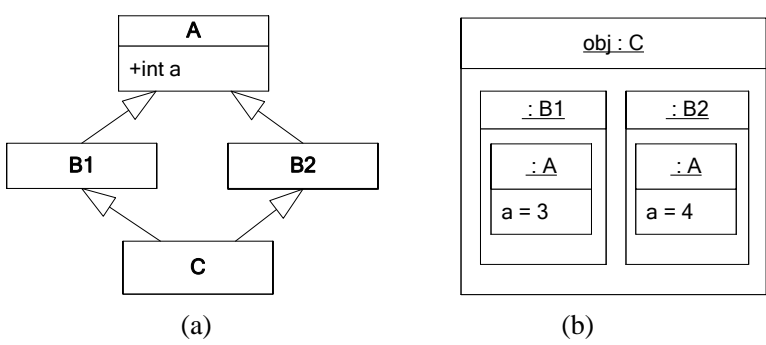 A
+int a
B1
B2
C
(a)
obj : C
: B1
: B2
: A
: A
a = 3
a = 4
(b)